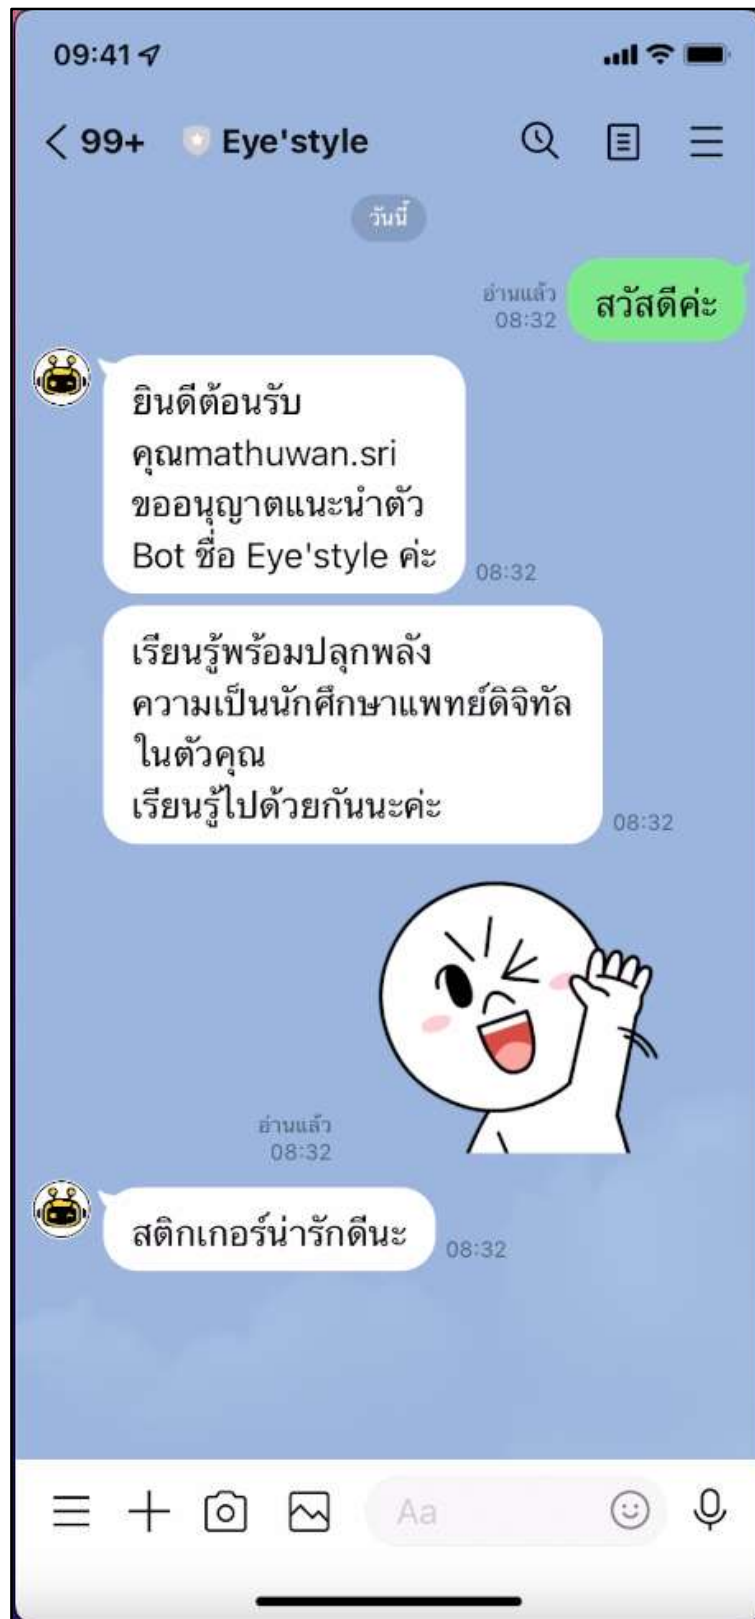 09:41
99+ Eye'style
วันนี้
สวัสดีค่ะ
อ่านแล้ว
08:32
ยินดีต้อนรับ
คุณmathuwan.sri
ขออนุญาตแนะนำตัว
Bot ชื่อ Eye'style ค่ะ
08:32
เรียนรู้พร้อมปลุกพลัง
ความเป็นนักศึกษาแพทย์ดิจิทัล
ในตัวคุณ
เรียนรู้ไปด้วยกันนะค่ะ
08:32
อ่านแล้ว
08:32
สติกเกอร์น่ารักดีนะ
08:32
Aa